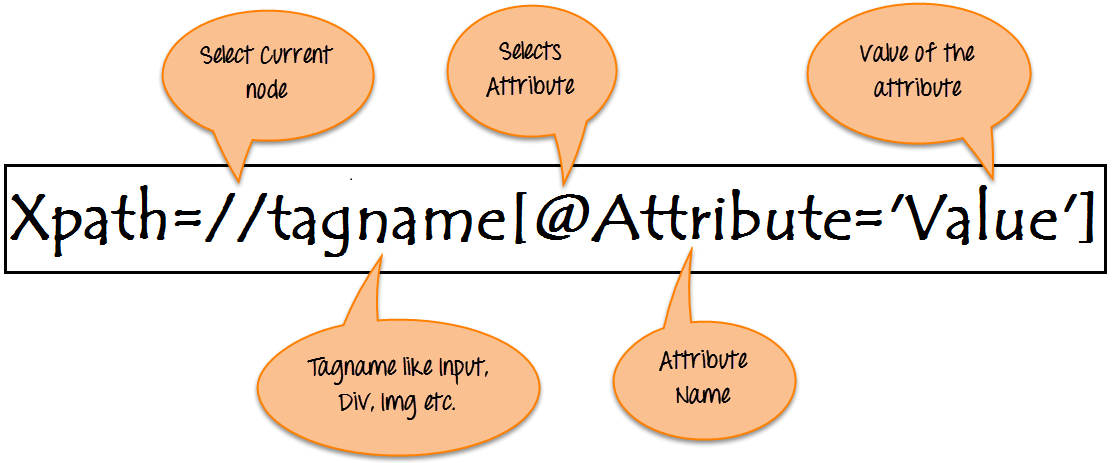 Select Current
node
Selects
Attribute
Value of the
attribute
Xpath=//tagname[@Attribute='Value']
Tagname like Input,
Div, Img etc.
Attribute
Name